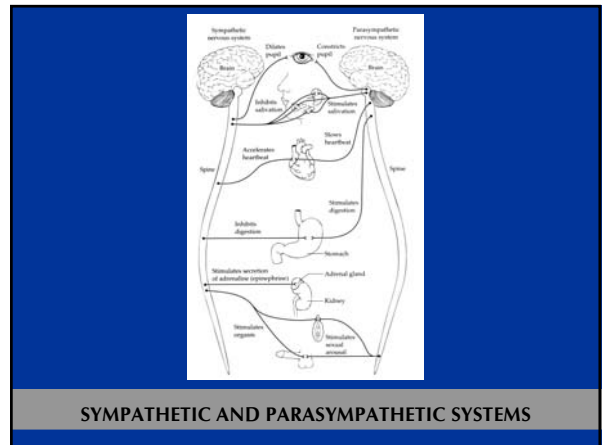 Sympathetic
nervous system
Parasympathetic
nervous system
Dilates
pupil
Constricts
pupil
Brain
Brain
Inhibits
salivation
Stimulates
salivation
Slows
heartbeat
Accelerates
heartbeat
Spine
Spine
Stimulates
digestion
Inhibits
digestion
Stomach
Stimulates secretion
of adrenaline (epinephrine)
Adrenal gland
Kidney
Stimulates
orgasm
Stimulates
sexual
arousal
SYMPATHETIC AND PARASYMPATHETIC SYSTEMS